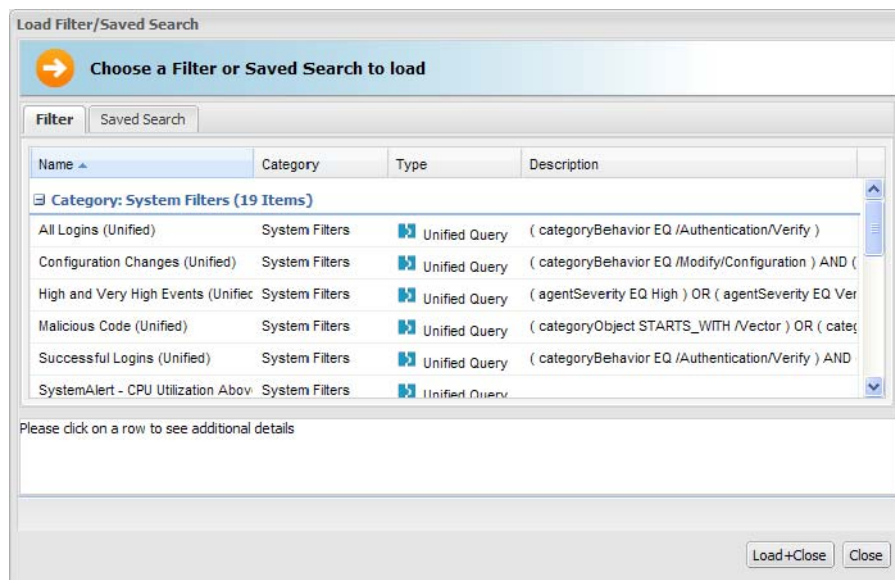 Load Filter/Saved Search
Choose a Filter or Saved Search to load
Filter Saved Search
Name Category Type Description
Category: System Filters (19 Items)
All Logins (Unified) System Filters Unified Query ( categoryBehavior EQ /Authentication/Verify )
Configuration Changes (Unified) System Filters Unified Query ( categoryBehavior EQ /Modify/Configuration ) AND (
High and Very High Events (Unified System Filters Unified Query ( agentSeverity EQ High ) OR ( agentSeverity EQ Ver
Malicious Code (Unified) System Filters Unified Query ( categoryObject STARTS_WITH /Vector ) OR ( categ
Successful Logins (Unified) System Filters Unified Query ( categoryBehavior EQ /Authentication/Verify ) AND
SystemAlert - CPU Utilization Abov System Filters Unified Query
Please click on a row to see additional details
Load+Close Close